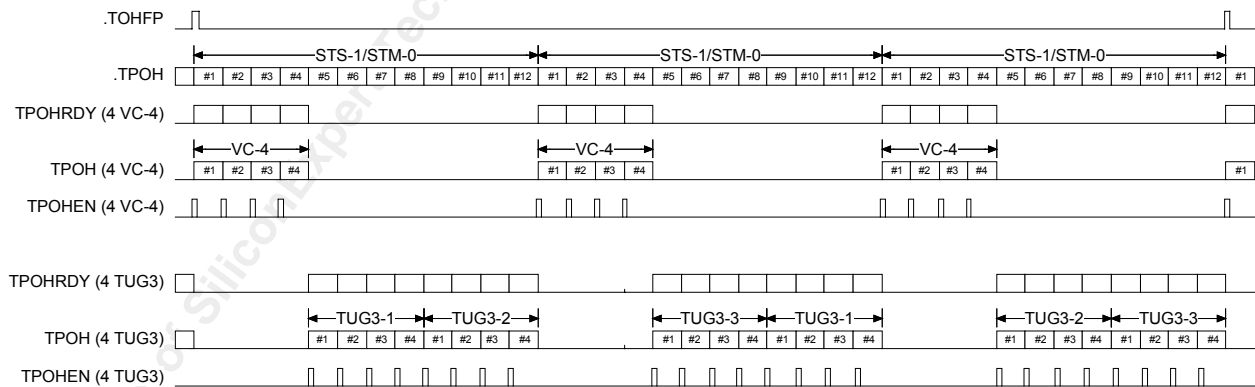 .TOHFP
STS-1/STM-0 STS-1/STM-0 STS-1/STM-0
.TPOH #1 #2 #3 #4 #5 #6 #7 #8 #9 #10 #11 #12 #1 #2 #3 #4 #5 #6 #7 #8 #9 #10 #11 #12 #1 #2 #3 #4 #5 #6 #7 #8 #9 #10 #11 #12 #1
TPOHRDY (4 VC-4)
VC-4 VC-4 VC-4
TPOH (4 VC-4) #1 #2 #3 #4 #1 #2 #3 #4 #1 #2 #3 #4 #1
TPOHEN (4 VC-4)
TPOHRDY (4 TUG3)
TUG3-1 TUG3-2 TUG3-3 TUG3-1 TUG3-2 TUG3-3
TPOH (4 TUG3) #1 #2 #3 #4 #1 #2 #3 #4 #1 #2 #3 #4 #1 #2 #3 #4 #1 #2 #3 #4 #1 #2 #3 #4
TPOHEN (4 TUG3)
or SiliconExpertTec